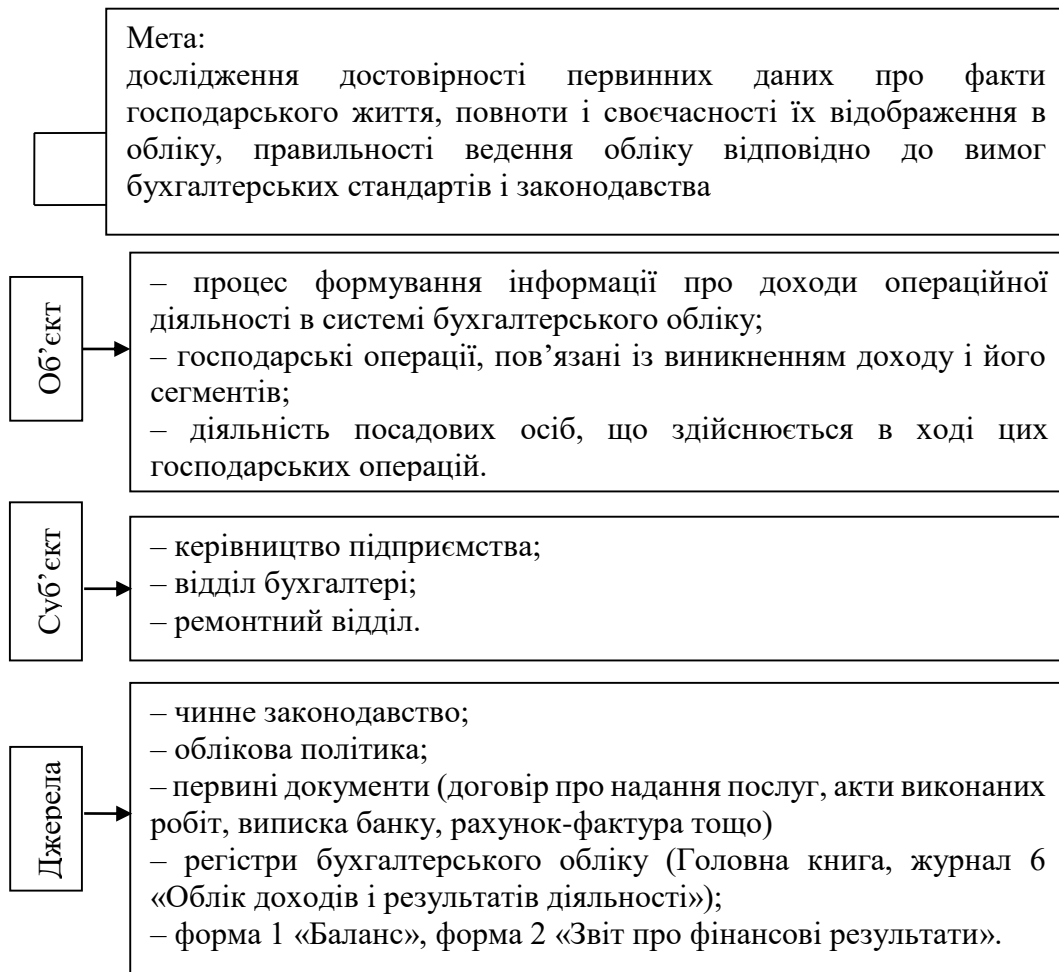 Мета:
дослідження достовірності первинних даних про факти
господарського життя, повноти і своєчасності їх відображення в
обліку, правильності ведення обліку відповідно до вимог
бухгалтерських стандартів і законодавства
Об’єкт
– процес формування інформації про доходи операційної
діяльності в системі бухгалтерського обліку;
– господарські операції, пов’язані із виникненням доходу і його
сегментів;
– діяльність посадових осіб, що здійснюється в ході цих
господарських операцій.
Суб’єкт
– керівництво підприємства;
– відділ бухгалтері;
– ремонтний відділ.
Джерела
– чинне законодавство;
– облікова політика;
– первині документи (договір про надання послуг, акти виконаних
робіт, виписка банку, рахунок-фактура тощо)
– регістри бухгалтерського обліку (Головна книга, журнал 6
«Облік доходів і результатів діяльності»);
– форма 1 «Баланс», форма 2 «Звіт про фінансові результати».